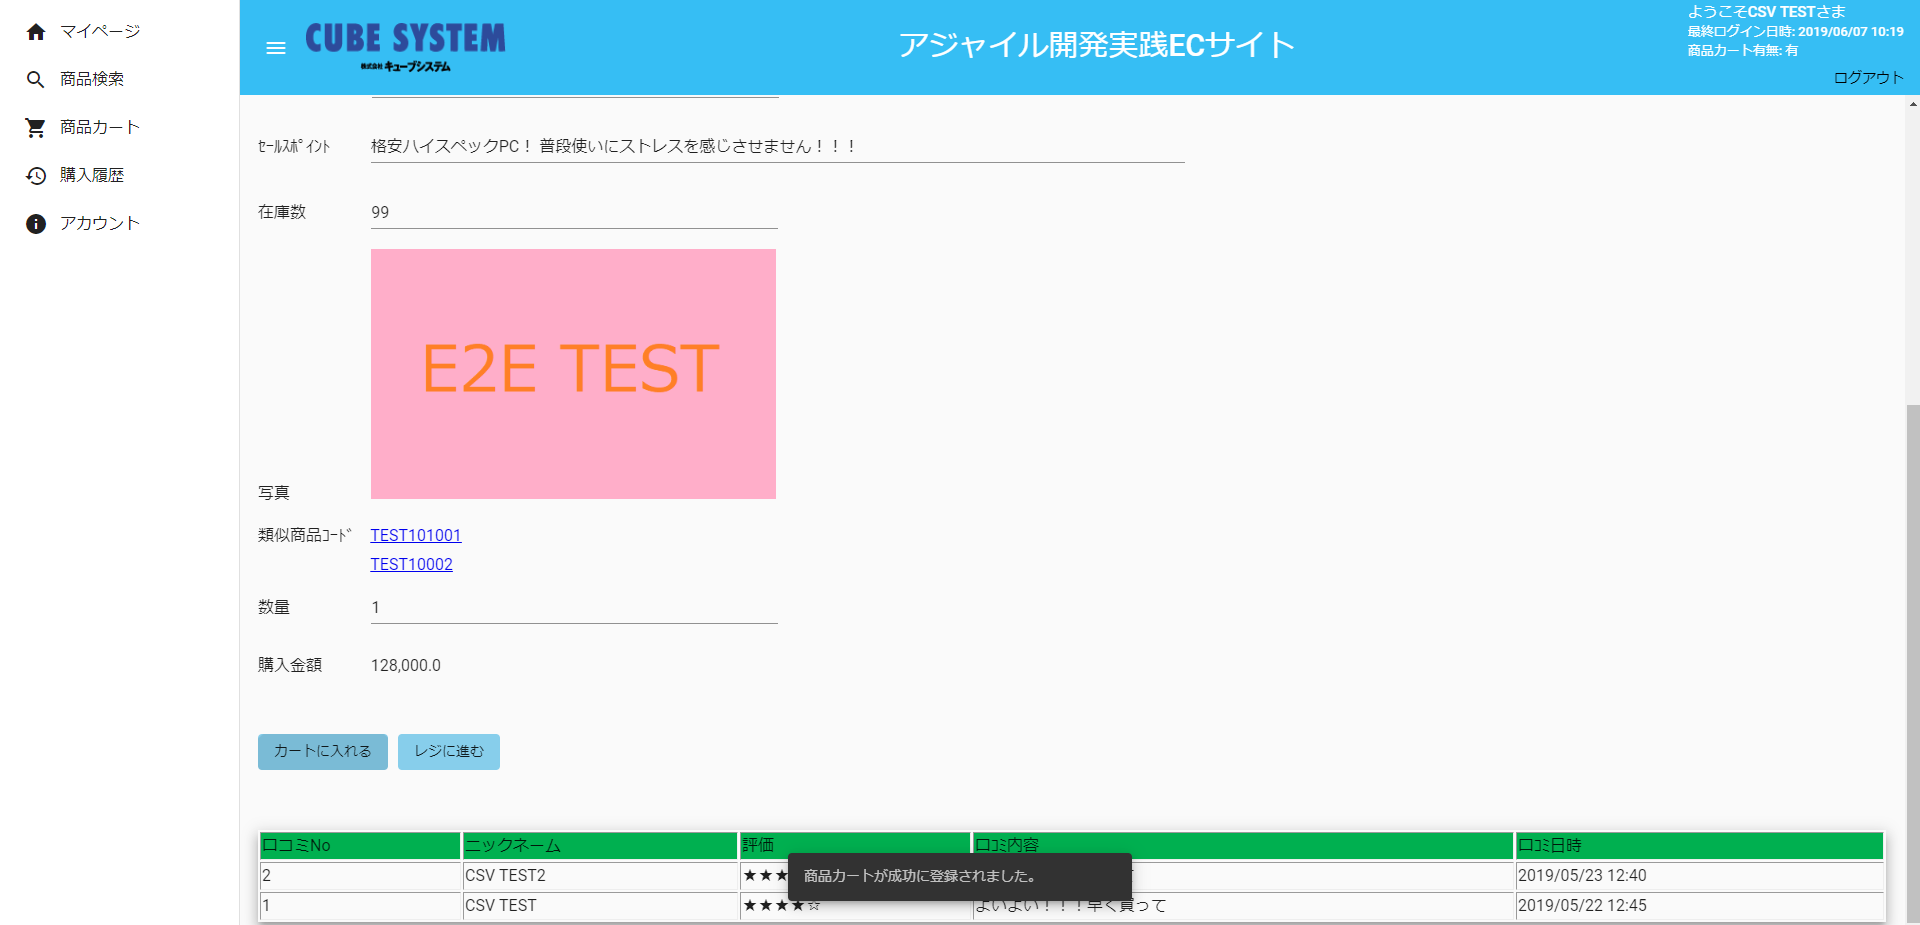 マイページ
商品検索
商品カート
購入履歴
アカウント
CUBE SYSTEM
株式会社 キューブシステム
アジャイル開発実践ECサイト
ようこそCSV TESTさま
最終ログイン日時: 2019/06/07 10:19
商品カート有無: 有
ログアウト
ｾｰﾙｽﾎﾟｲﾝﾄ 格安ハイスペックPC！ 普段使いにストレスを感じさせません！！！
在庫数 99
E2E TEST
写真
類似商品ｺｰﾄﾞ TEST101001
TEST10002
数量 1
購入金額 128,000.0
カートに入れる レジに進む
口コミNo ニックネーム 評価 口ｺﾐ内容 口ｺﾐ日時
2 CSV TEST2 ★★★ 2019/05/23 12:40
商品カートが成功に登録されました。
1 CSV TEST ★★★★☆ よいよい！！！早く買って 2019/05/22 12:45